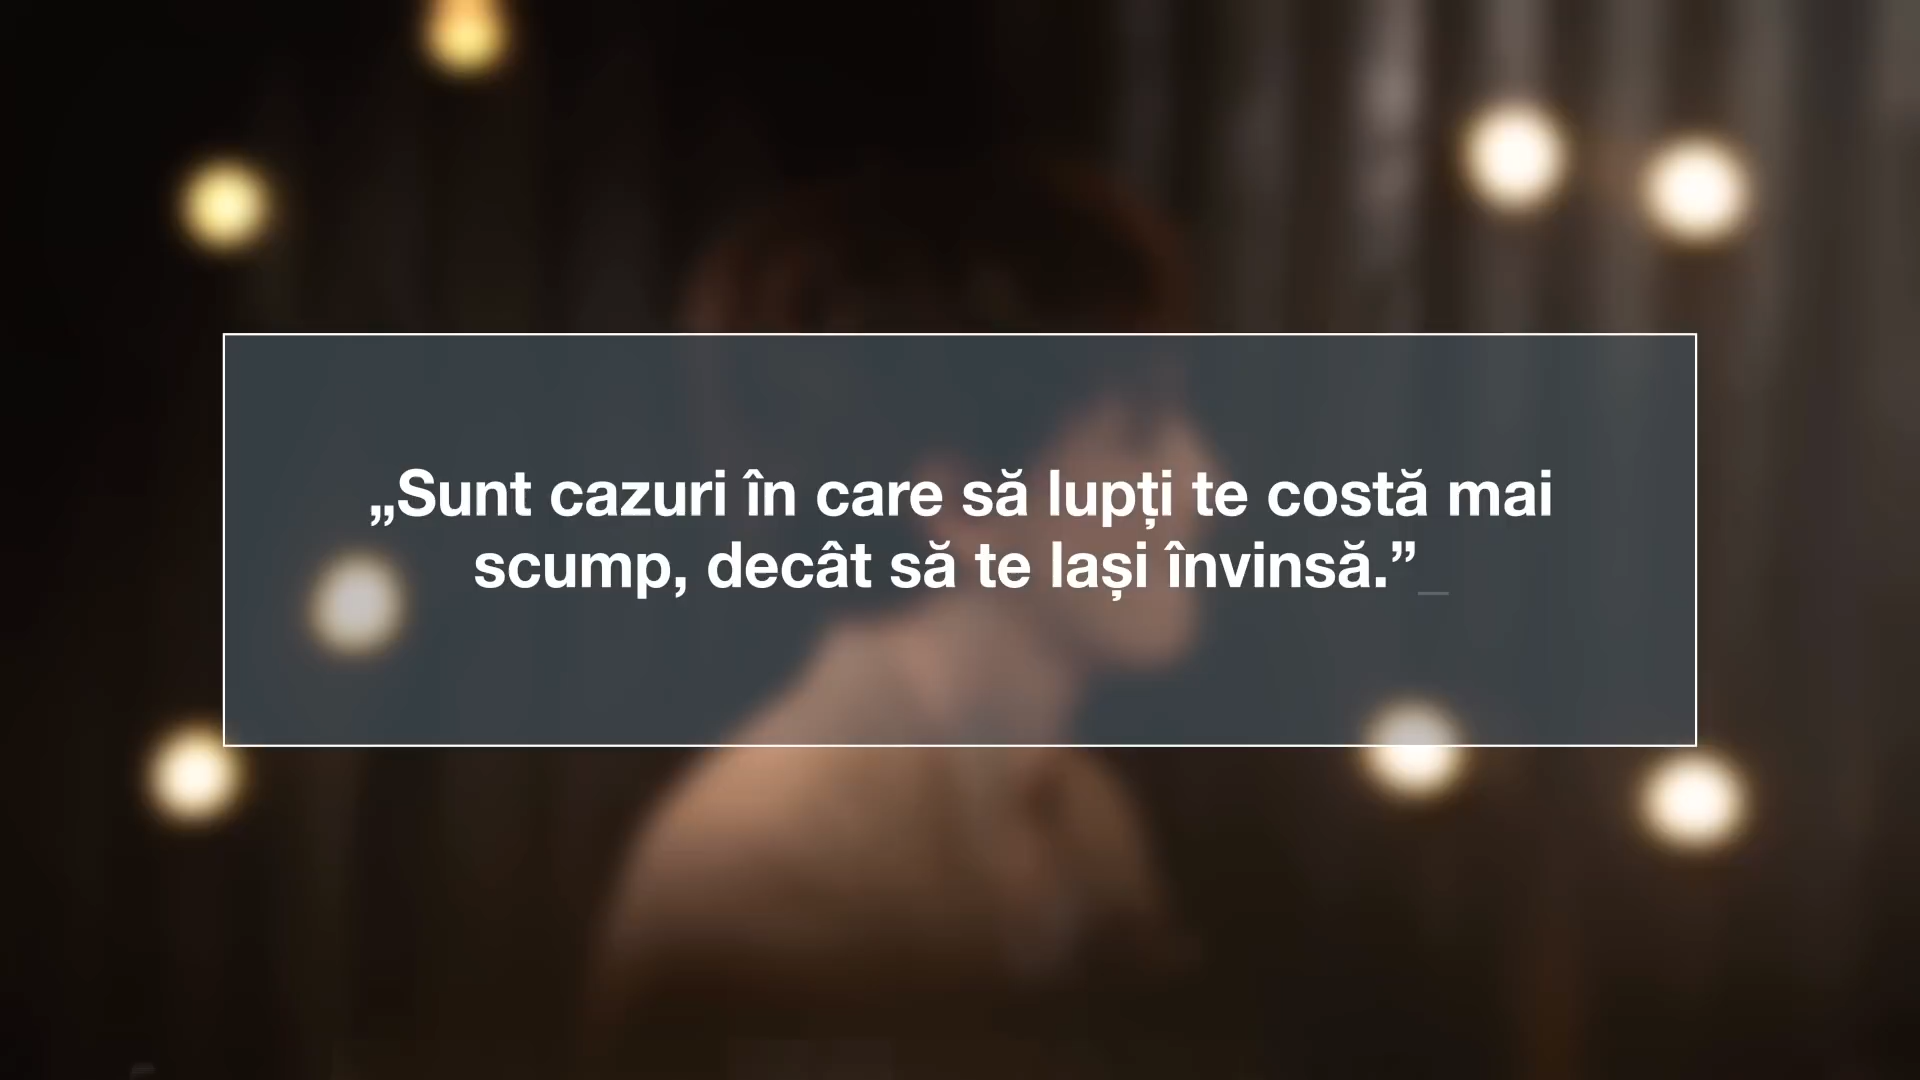 „Sunt cazuri în care să lupți te costă mai
scump, decât să te lași învinsă.”_